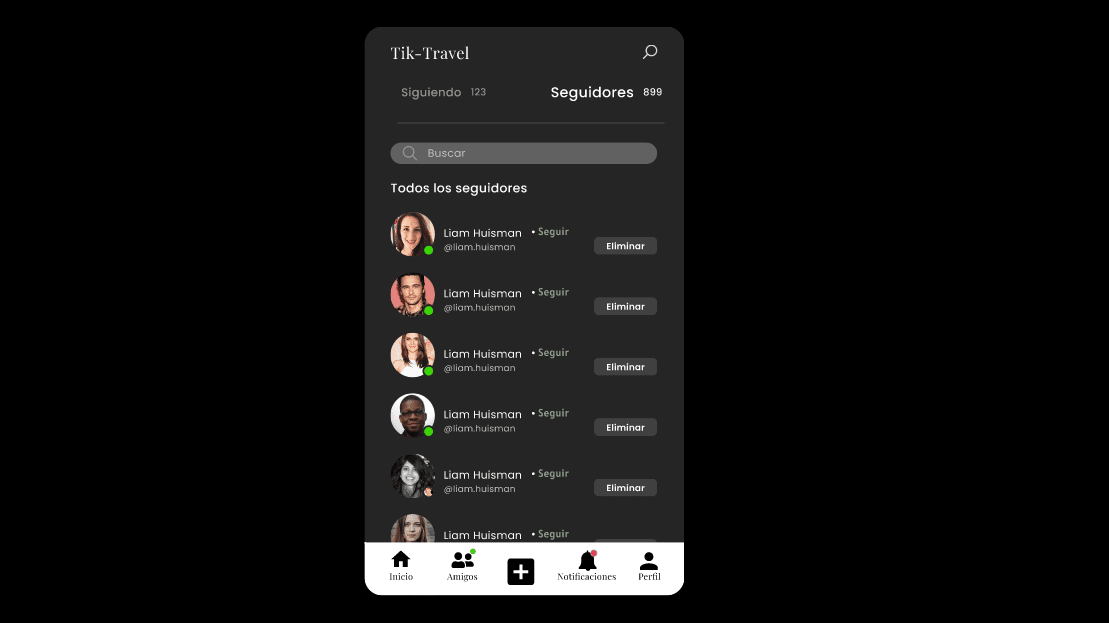 Tik-Travel
Siguiendo 123 Seguidores 899
Buscar
Todos los seguidores
Liam Huisman • Seguir
@liam.huisman
Eliminar
Liam Huisman • Seguir
@liam.huisman
Eliminar
Liam Huisman • Seguir
@liam.huisman
Eliminar
Liam Huisman • Seguir
@liam.huisman
Eliminar
Liam Huisman • Seguir
@liam.huisman
Eliminar
Liam Huisman • Seguir
Inicio Amigos Notificaciones Perfil